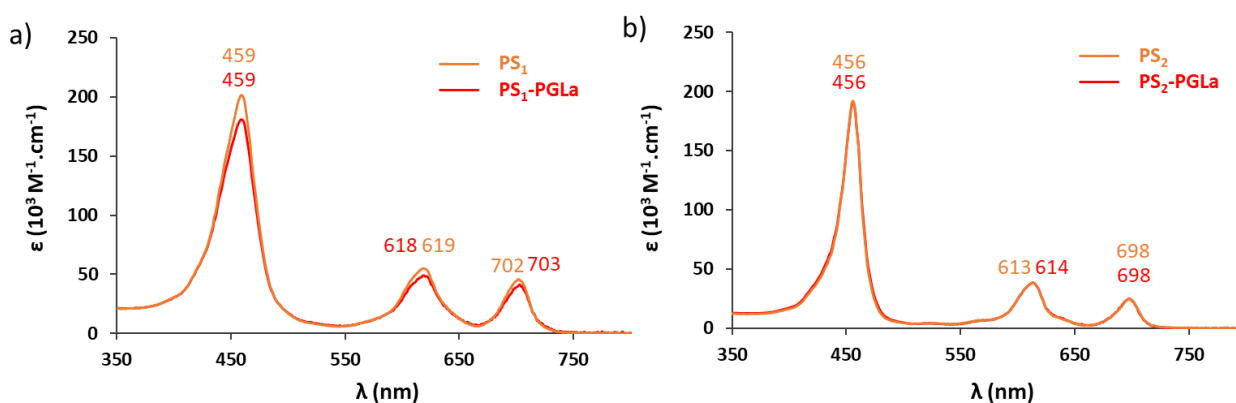 a)
250
200
150
100
50
0
ε (10³ M⁻¹.cm⁻¹)
459
459
PS₁
PS₁-PGLa
618 619
702 703
350 450 550 650 750
λ (nm)
b)
250
200
150
100
50
0
ε (10³ M⁻¹.cm⁻¹)
456
456
PS₂
PS₂-PGLa
613 614
698
698
350 450 550 650 750
λ (nm)